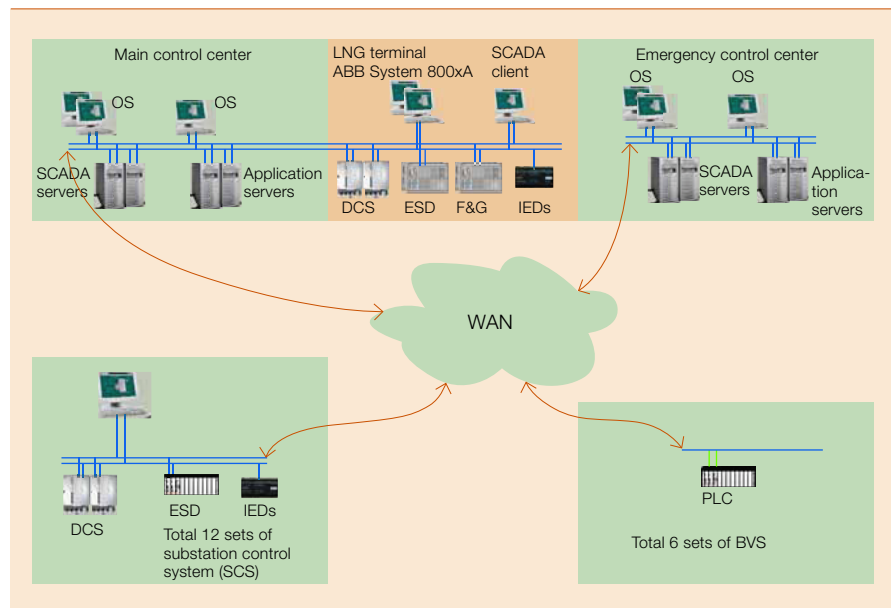 Main control center
OS
OS
SCADA
servers
Application
servers
LNG terminal
ABB System 800xA
SCADA
client
DCS
ESD
F&G
IEDs
Emergency control center
OS
OS
SCADA
servers
Applica-
tion
servers
WAN
DCS
ESD
IEDs
Total 12 sets of
substation control
system (SCS)
PLC
Total 6 sets of BVS